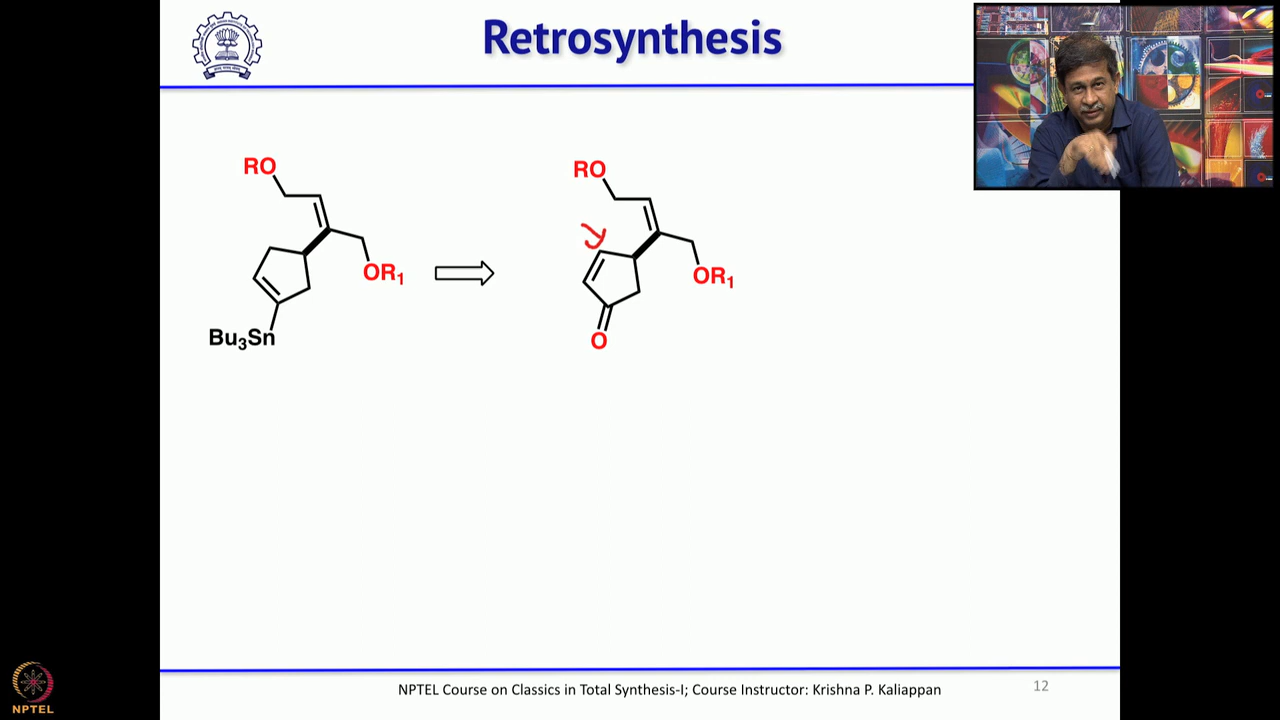 Retrosynthesis
RO
OR1
Bu3Sn
RO
OR1
O
NPTEL Course on Classics in Total Synthesis-I; Course Instructor: Krishna P. Kaliappan
12
NPTEL